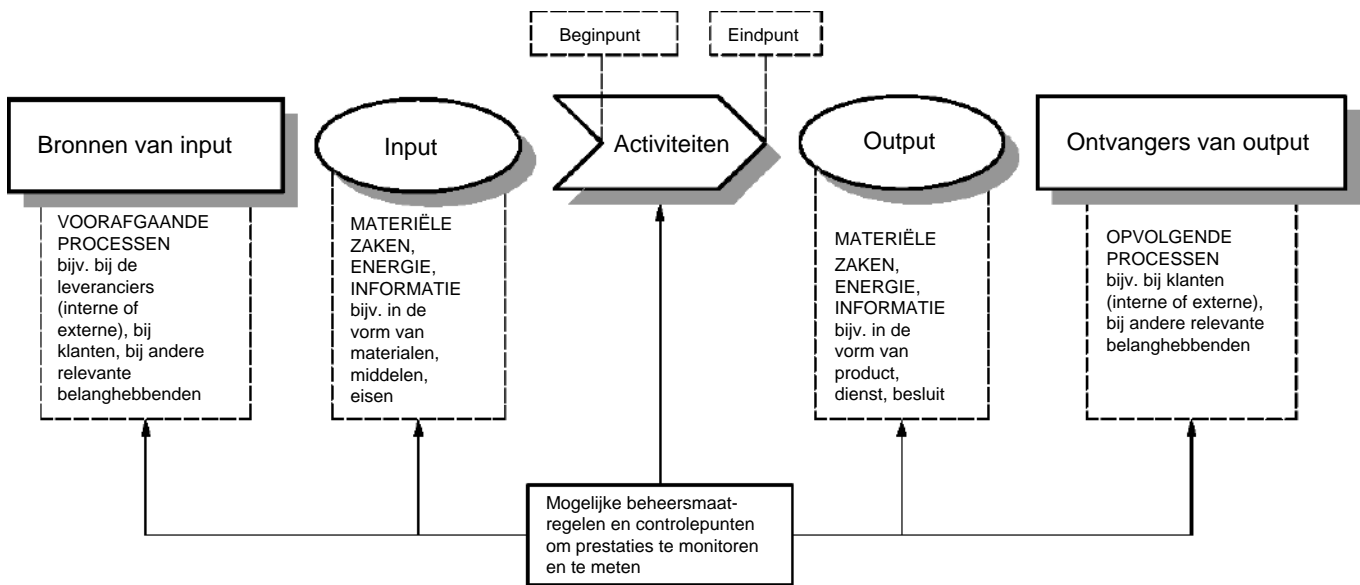 Beginpunt
Eindpunt
Bronnen van input
Input
Activiteiten
Output
Ontvangers van output
VOORAFGAANDE
PROCESSEN
bijv. bij de
leveranciers
(interne of
externe), bij
klanten, bij andere
relevante
belanghebbenden
MATERIËLE
ZAKEN,
ENERGIE,
INFORMATIE
bijv. in de
vorm van
materialen,
middelen,
eisen
MATERIËLE
ZAKEN,
ENERGIE,
INFORMATIE
bijv. in de
vorm van
product,
dienst, besluit
OPVOLGENDE
PROCESSEN
bijv. bij klanten
(interne of externe),
bij andere relevante
belanghebbenden
Mogelijke beheersmaat-
regelen en controlepunten
om prestaties te monitoren
en te meten